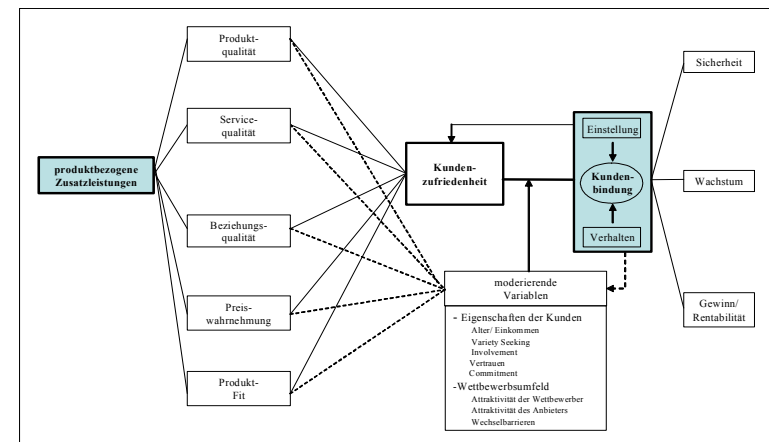 produktbezogene
Zusatzleistungen
Produkt-
qualität
Service-
qualität
Beziehungs-
qualität
Preis-
wahrnehmung
Produkt-
Fit
Kunden-
zufriedenheit
moderierende
Variablen
- Eigenschaften der Kunden
Alter/ Einkommen
Variety Seeking
Involvement
Vertrauen
Commitment
-Wettbewerbsumfeld
Attraktivität der Wettbewerber
Attraktivität des Anbieters
Wechselbarrieren
Einstellung
Kunden-
bindung
Verhalten
Sicherheit
Wachstum
Gewinn/
Rentabilität